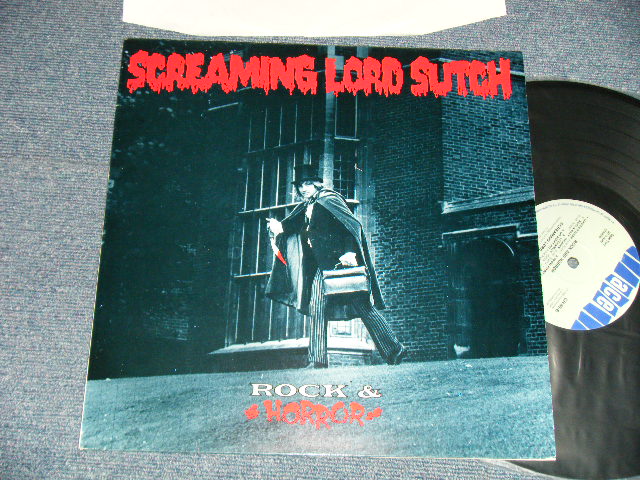 SCREAMING LORD SUTCH
ROCK &
HORROR
ace